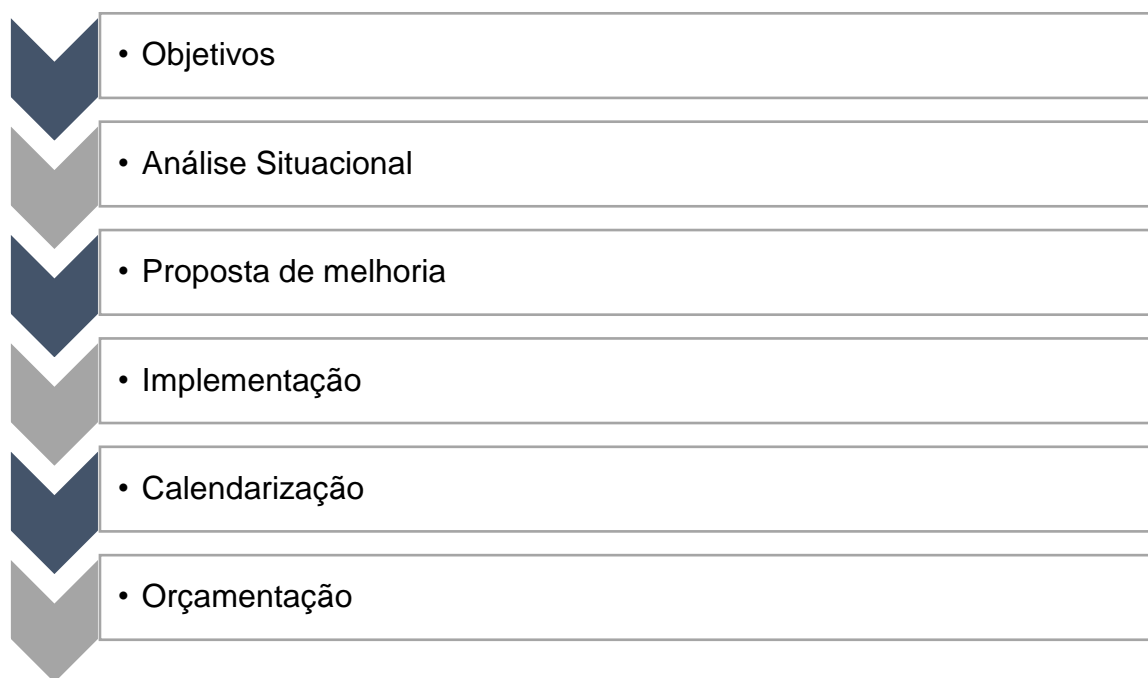 • Objetivos
• Análise Situacional
• Proposta de melhoria
• Implementação
• Calendarização
• Orçamentação